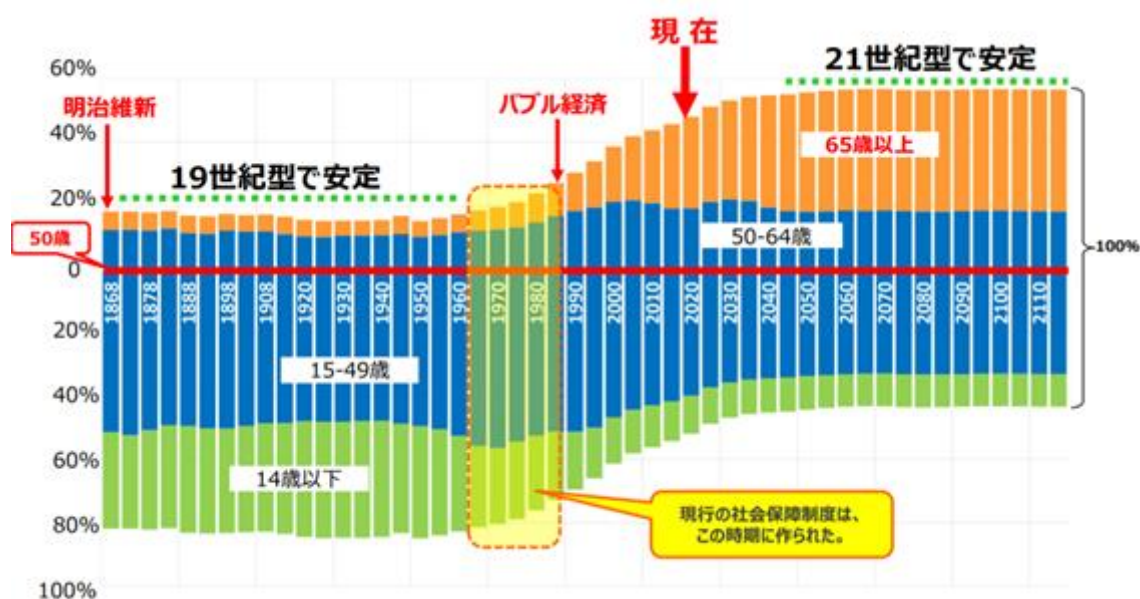 現 在
21世紀型で安定
60%
明治維新
バブル経済
40%
65歳以上
19世紀型で安定
20%
50歳
50-64歳
100%
0
1868
1878
1888
1898
1908
1920
1930
1940
1950
1960
1970
1980
1990
2000
2010
2020
2030
2040
2050
2060
2070
2080
2090
2100
2110
20%
15-49歳
40%
14歳以下
60%
現行の社会保障制度は、
この時期に作られた。
80%
100%